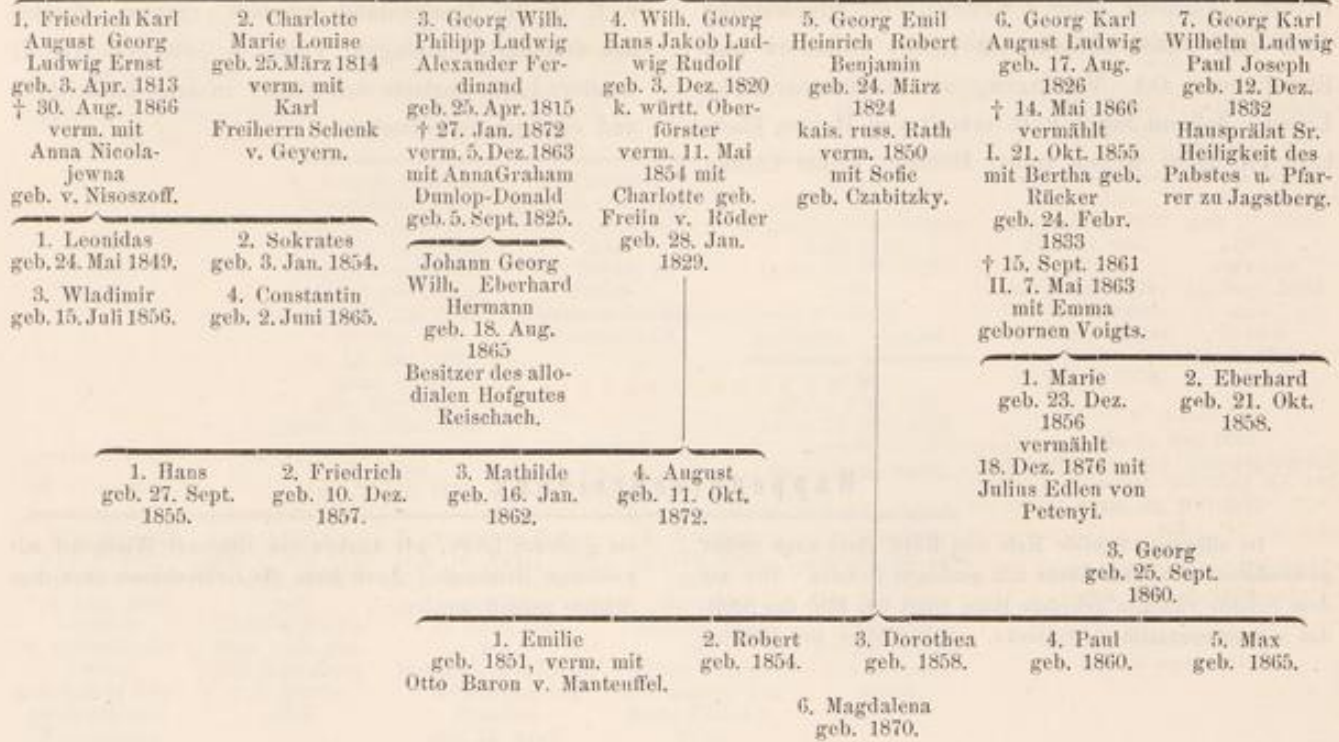 1. Friedrich Karl
August Georg
Ludwig Ernst
geb. 3. Apr. 1813
† 30. Aug. 1866
verm. mit
Anna Nicola-
jewna
geb. v. Nisoszoff.
2. Charlotte
Marie Louise
geb. 25. März 1814
verm. mit
Karl
Freiherrn Schenk
v. Geyern.
3. Georg Wilh.
Philipp Ludwig
Alexander Fer-
dinand
geb. 25. Apr. 1815
† 27. Jan. 1872
verm. 5. Dez. 1863
mit Anna Graham
Dunlop-Donald
geb. 5. Sept. 1825.
4. Wilh. Georg
Hans Jakob Lud-
wig Rudolf
geb. 3. Dez. 1820
k. württ. Ober-
förster
verm. 11. Mai
1854 mit
Charlotte geb.
Freiin v. Röder
geb. 28. Jan.
1829.
5. Georg Emil
Heinrich Robert
Benjamin
geb. 24. März
1824
kais. russ. Rath
verm. 1850
mit Sofie
geb. Czabitzky.
6. Georg Karl
August Ludwig
geb. 17. Aug.
1826
† 14. Mai 1866
vermählt
I. 21. Okt. 1855
mit Bertha geb.
Rücker
geb. 24. Febr.
1833
† 15. Sept. 1861
II. 7. Mai 1863
mit Emma
gebornen Voigts.
7. Georg Karl
Wilhelm Ludwig
Paul Joseph
geb. 12. Dez.
1832
Hausprälat Sr.
Heiligkeit des
Pabstes u. Pfar-
rer zu Jagstberg.
1. Leonidas
geb. 24. Mai 1849.
2. Sokrates
geb. 3. Jan. 1854.
3. Wladimir
geb. 15. Juli 1856.
4. Constantin
geb. 2. Juni 1865.
Johann Georg
Wilh. Eberhard
Hermann
geb. 18. Aug.
1865
Besitzer des allo-
dialen Hofgutes
Reischach.
1. Marie
geb. 23. Dez.
1856
vermählt
18. Dez. 1876 mit
Julius Edlen von
Petenyi.
2. Eberhard
geb. 21. Okt.
1858.
3. Georg
geb. 25. Sept.
1860.
1. Hans
geb. 27. Sept.
1855.
2. Friedrich
geb. 10. Dez.
1857.
3. Mathilde
geb. 16. Jan.
1862.
4. August
geb. 11. Okt.
1872.
1. Emilie
geb. 1851, verm. mit
Otto Baron v. Manteuffel.
2. Robert
geb. 1854.
3. Dorothea
geb. 1858.
4. Paul
geb. 1860.
5. Max
geb. 1865.
6. Magdalena
geb. 1870.